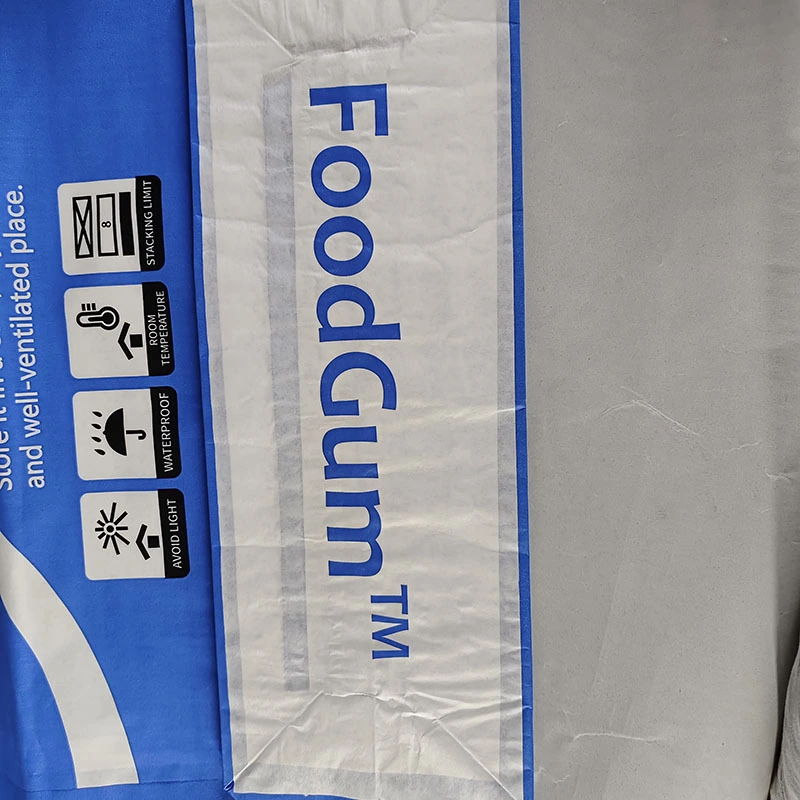 FoodGum™
and well-ventilated place.
STACKING LIMIT
8
ROOM
TEMPERATURE
WATERPROOF
AVOID LIGHT